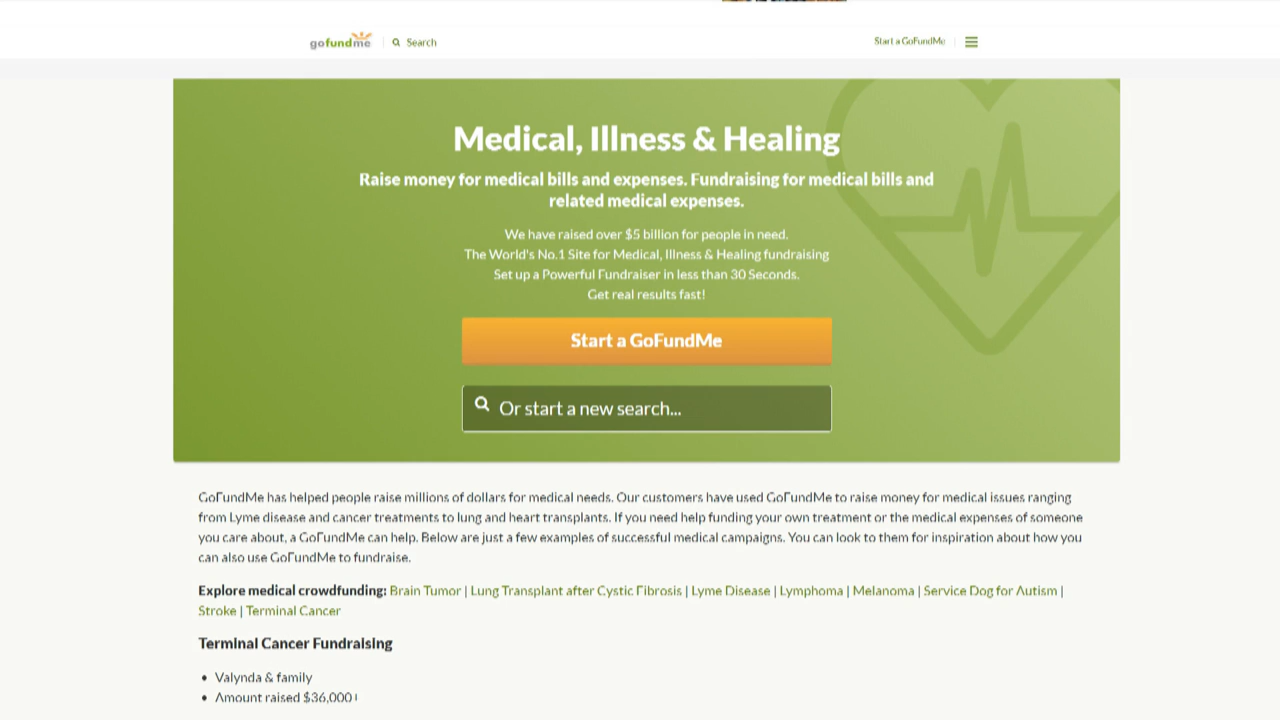 gofundme
Search
Start a GoFundMe
Medical, Illness & Healing
Raise money for medical bills and expenses. Fundraising for medical bills and
related medical expenses.
We have raised over $5 billion for people in need.
The World's No.1 Site for Medical, Illness & Healing fundraising
Set up a Powerful Fundraiser in less than 30 Seconds.
Get real results fast!
Start a GoFundMe
Or start a new search...
GoFundMe has helped people raise millions of dollars for medical needs. Our customers have used GoFundMe to raise money for medical issues ranging
from Lyme disease and cancer treatments to lung and heart transplants. If you need help funding your own treatment or the medical expenses of someone
you care about, a GoFundMe can help. Below are just a few examples of successful medical campaigns. You can look to them for inspiration about how you
can also use GoFundMe to fundraise.
Explore medical crowdfunding: Brain Tumor | Lung Transplant after Cystic Fibrosis | Lyme Disease | Lymphoma | Melanoma | Service Dog for Autism |
Stroke | Terminal Cancer
Terminal Cancer Fundraising
• Valynda & family
• Amount raised $36,000+